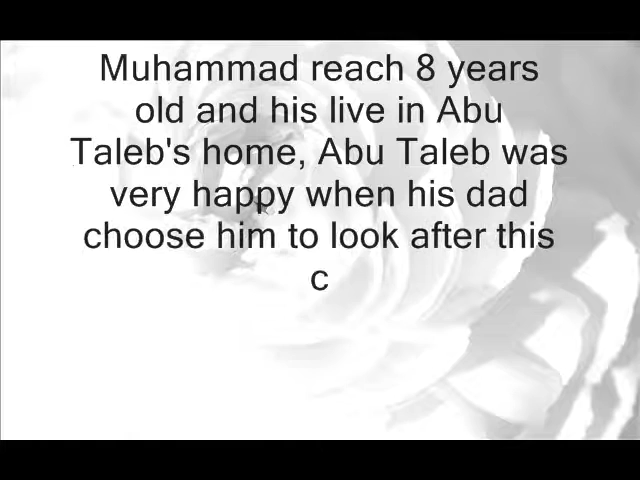 Muhammad reach 8 years
old and his live in Abu
Taleb's home, Abu Taleb was
very happy when his dad
choose him to look after this
c